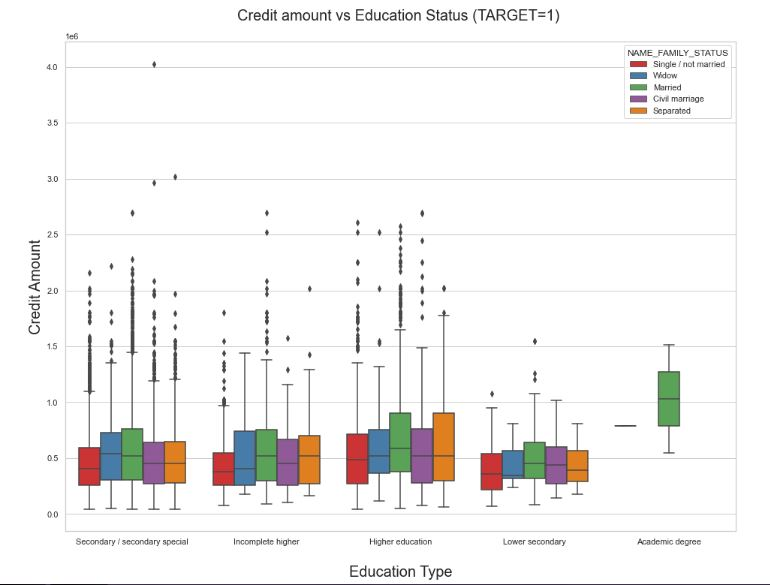 Credit amount vs Education Status (TARGET=1)
1e6
NAME_FAMILY_STATUS
Single / not married
Widow
Married
Civil marriage
Separated
4.0
3.5
3.0
2.5
2.0
1.5
1.0
0.5
0.0
Credit Amount
Secondary / secondary special
Incomplete higher
Higher education
Lower secondary
Academic degree
Education Type